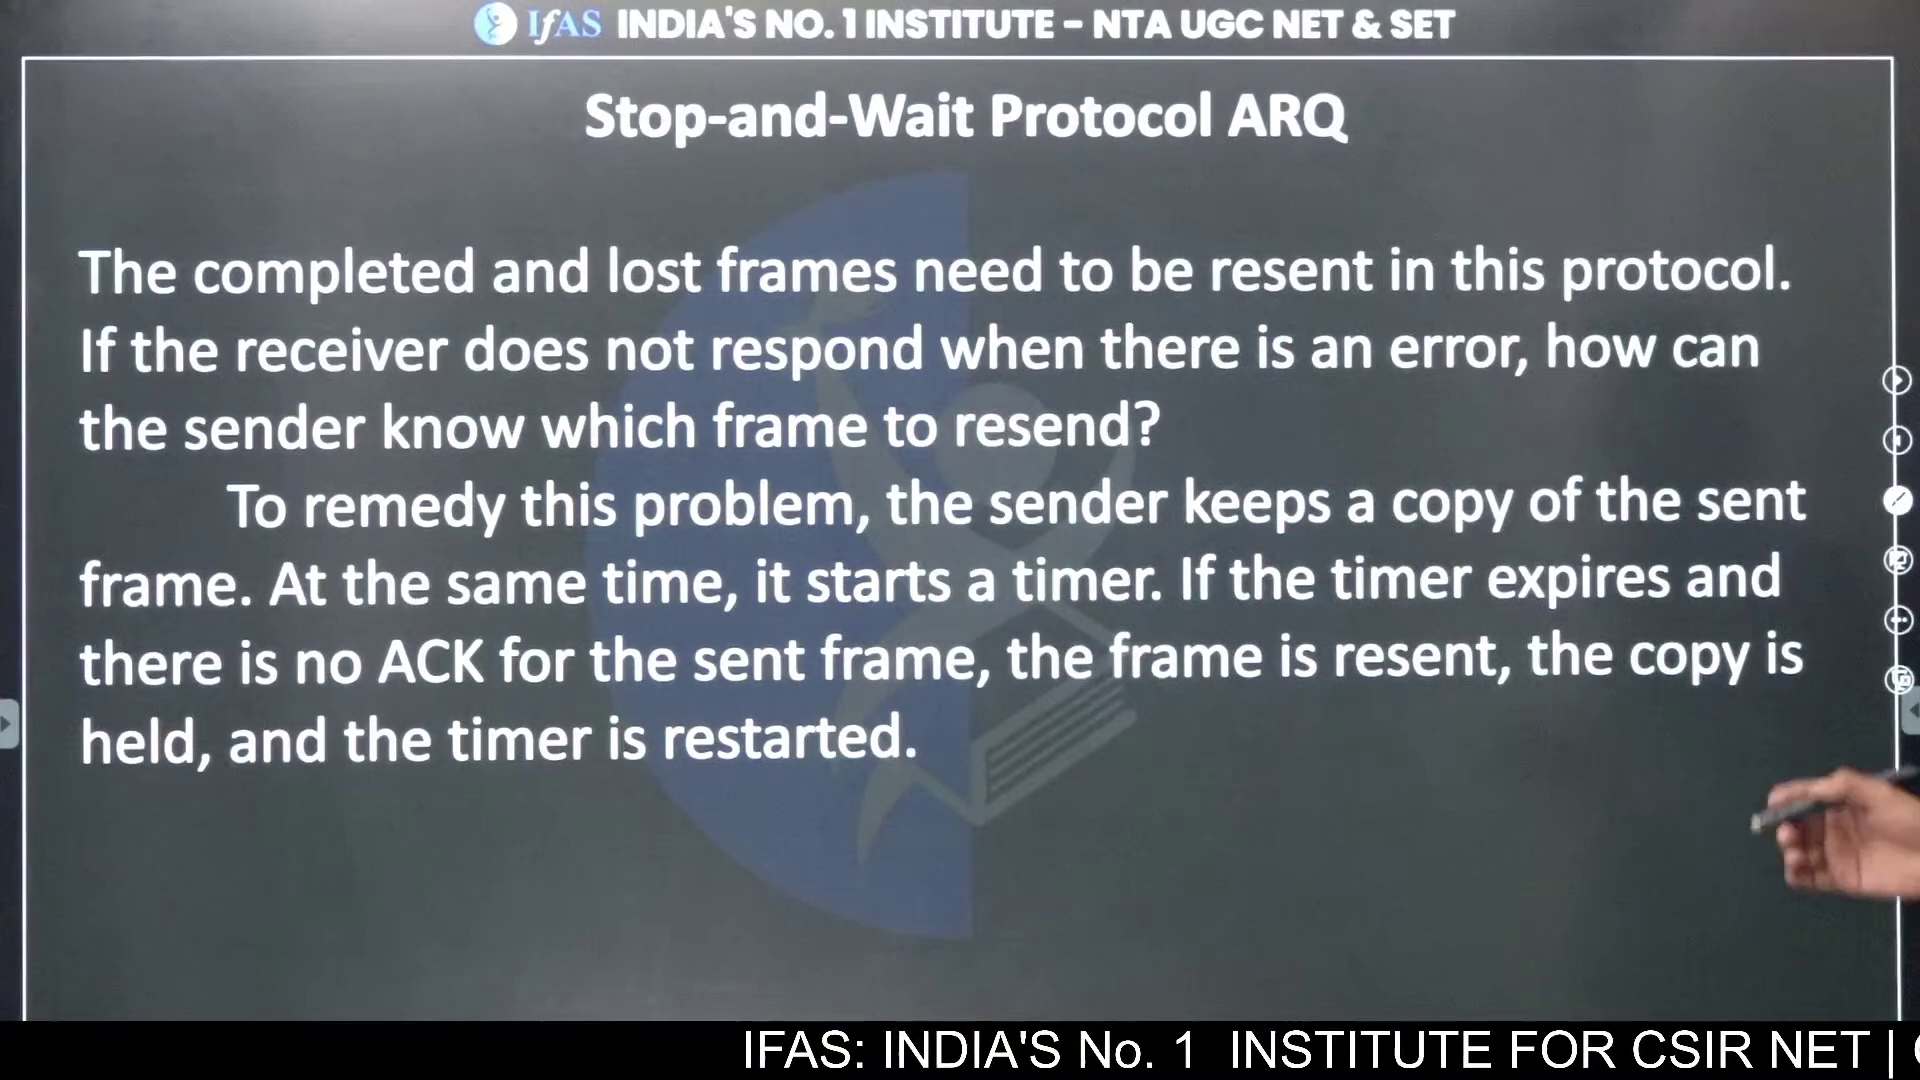 IfAS INDIA'S NO. 1 INSTITUTE – NTA UGC NET & SET
Stop-and-Wait Protocol ARQ
The completed and lost frames need to be resent in this protocol.
If the receiver does not respond when there is an error, how can
the sender know which frame to resend?
To remedy this problem, the sender keeps a copy of the sent
frame. At the same time, it starts a timer. If the timer expires and
there is no ACK for the sent frame, the frame is resent, the copy is
held, and the timer is restarted.
IFAS: INDIA'S No. 1 INSTITUTE FOR CSIR NET |